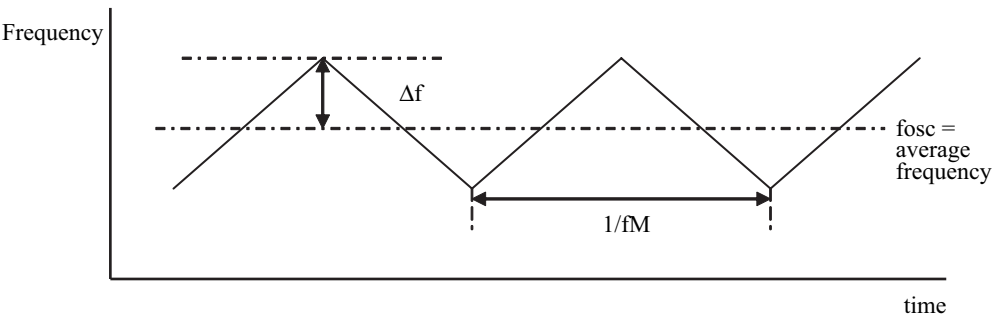 Frequency
Δf
fosc =
average
frequency
1/fM
time